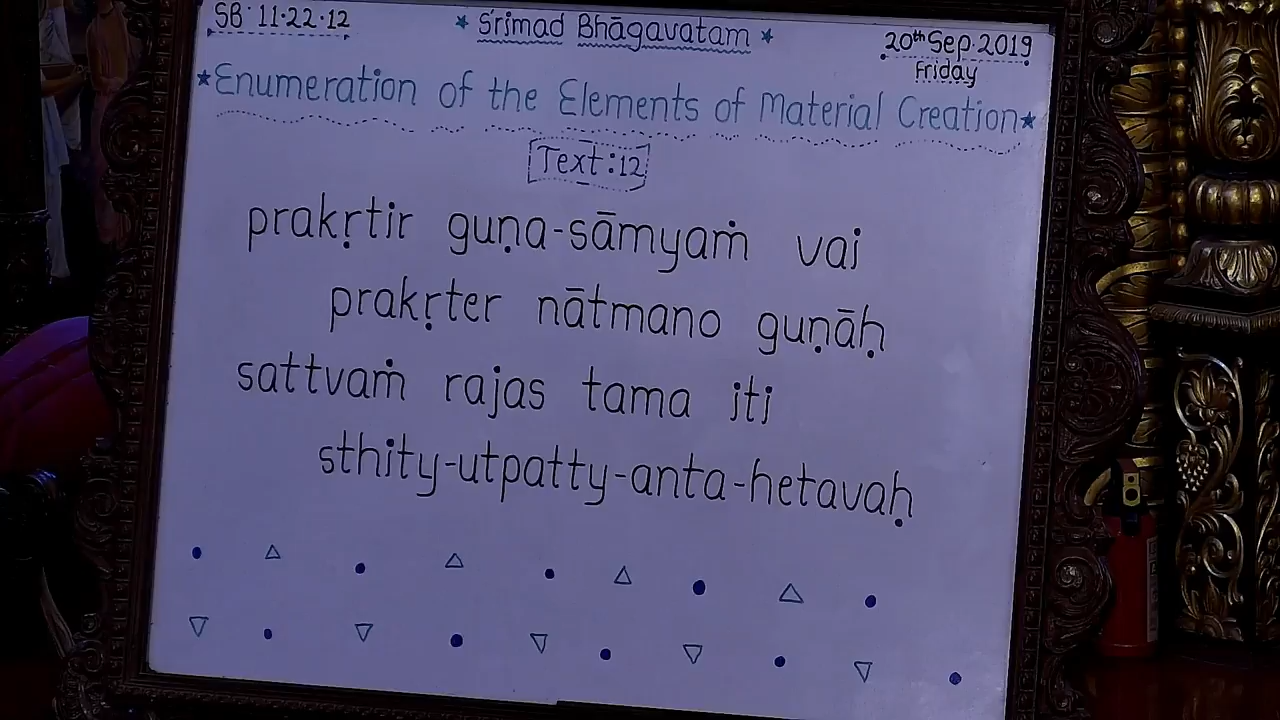 SB 11.22.12
* Śrīmad Bhāgavatam *
20th Sep. 2019
Friday
*Enumeration of the Elements of Material Creation*
Text:12
prakṛtir guṇa-sāmyaṁ vai
prakṛter nātmano guṇāḥ
sattvaṁ rajas tama iti
sthity-utpatty-anta-hetavaḥ